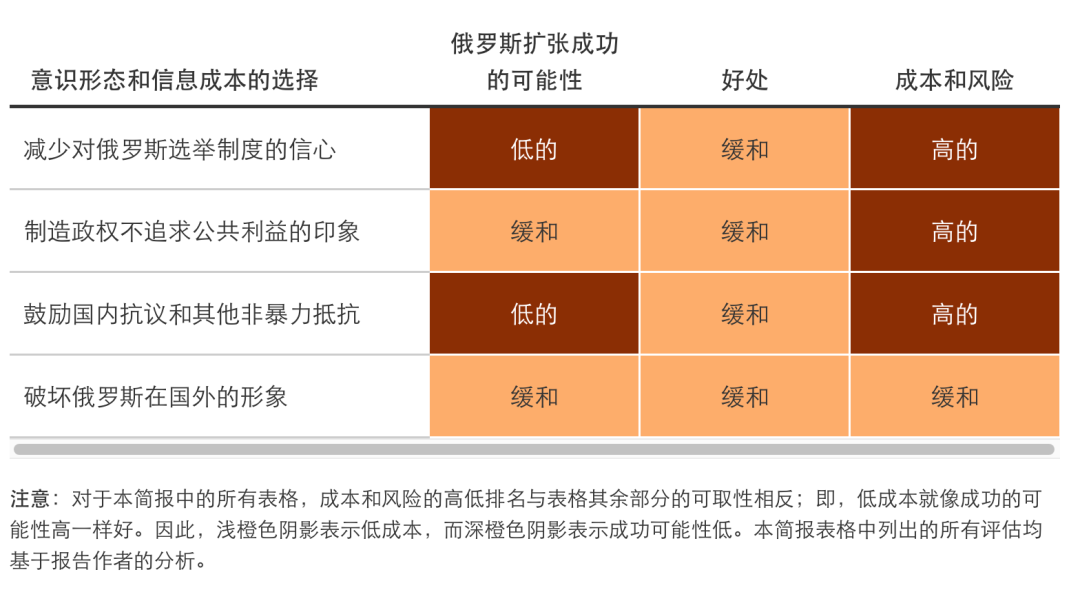 俄罗斯扩张成功
意识形态和信息成本的选择 的可能性 好处 成本和风险
减少对俄罗斯选举制度的信心 低的 缓和 高的
制造政权不追求公共利益的印象 缓和 缓和 高的
鼓励国内抗议和其他非暴力抵抗 低的 缓和 高的
破坏俄罗斯在国外的形象 缓和 缓和 缓和
注意：对于本简报中的所有表格，成本和风险的高低排名与表格其余部分的可取性相反；即，低成本就像成功的可
能性高一样好。因此，浅橙色阴影表示低成本，而深橙色阴影表示成功可能性低。本简报表格中列出的所有评估均
基于报告作者的分析。